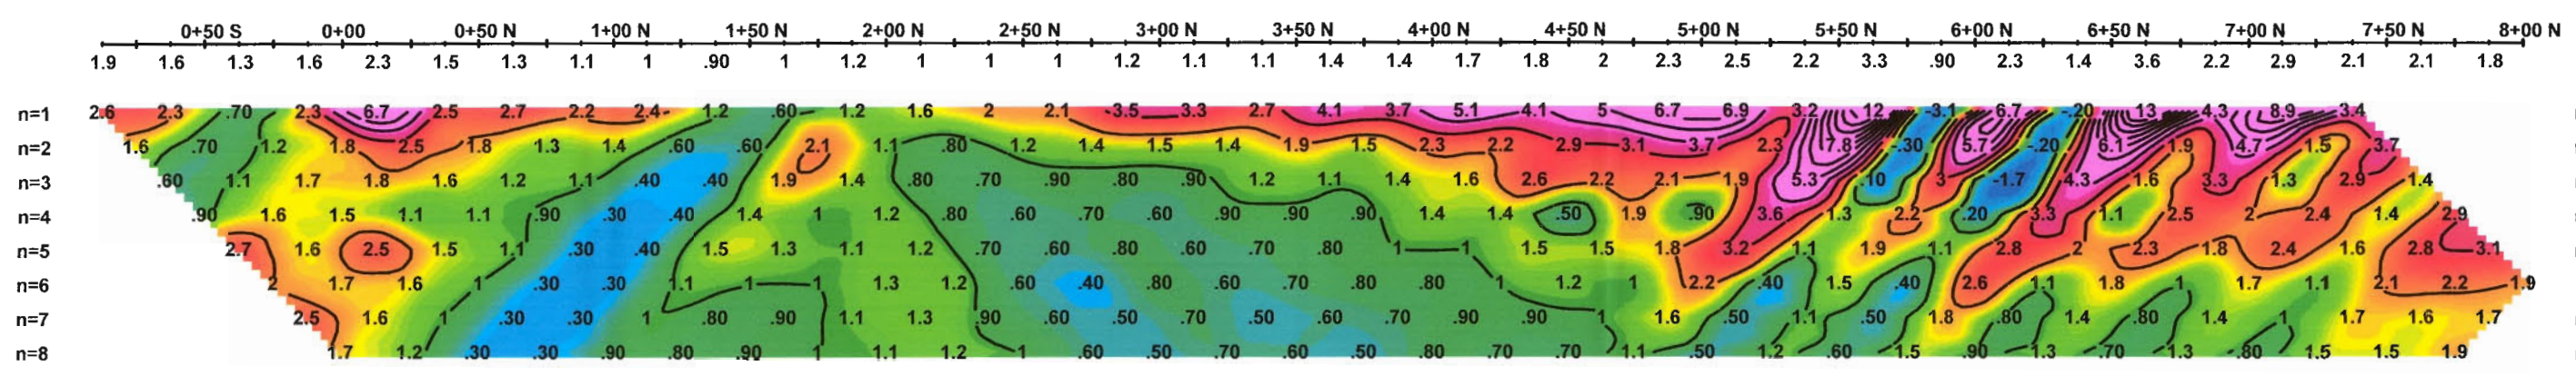 0+50 S 0+00 0+50 N 1+00 N 1+50 N 2+00 N 2+50 N 3+00 N 3+50 N 4+00 N 4+50 N 5+00 N 5+50 N 6+00 N 6+50 N 7+00 N 7+50 N 8+00 N
1.9 1.6 1.3 1.6 2.3 1.5 1.3 1.1 1 .90 1 1.2 1 1 1 1.2 1.1 1.1 1.4 1.4 1.7 1.8 2 2.3 2.5 2.2 3.3 .90 2.3 1.4 3.6 2.2 2.9 2.1 2.1 1.8
n=1 2.6 2.3 .70 2.3 6.7 2.5 2.7 2.2 2.4 1.2 .60 1.2 1.6 2 2.1 3.5 3.3 2.7 4.1 3.7 5.1 4.1 5 6.7 6.9 3.2 12 -3.1 6.7 -.20 13 4.3 8.9 3.4
n=2 1.6 .70 1.2 1.8 2.5 1.8 1.3 1.4 .60 .60 2.1 1.1 .80 1.2 1.4 1.5 1.4 1.9 1.5 2.3 2.2 2.9 3.1 3.7 2.3 7.8 -.30 5.7 -.20 6.1 1.9 4.7 1.5 3.7
n=3 .60 1.1 1.7 1.8 1.6 1.2 1.1 .40 .40 1.9 1.4 .80 .70 .90 .80 .90 1.2 1.1 1.4 1.6 2.6 2.2 2.1 1.9 5.3 .10 3 -1.7 4.3 1.6 3.3 1.3 2.9 1.4
n=4 .90 1.6 1.5 1.1 1.1 .90 .30 .40 1.4 1 1.2 .80 .60 .70 .60 .90 .90 .90 1.4 1.4 .50 1.9 .90 3.6 1.3 2.2 .20 3.3 1.1 2.5 2 2.4 1.4 2.9
n=5 2.7 1.6 2.5 1.5 1.1 .30 .40 1.5 1.3 1.1 1.2 .70 .60 .80 .60 .70 .80 1 1 1.5 1.5 1.8 3.2 1.1 1.9 1.1 2.8 2 2.3 1.8 2.4 1.6 2.8 3.1
n=6 2 1.7 1.6 1 .30 .30 1.1 1 1 1.3 1.2 .60 .40 .80 .60 .70 .80 .80 1 1.2 1 2.2 .40 1.5 .40 2.6 1.1 1.8 1 1.7 1.1 2.1 2.2 1.9
n=7 2.5 1.6 1 .30 .30 1 .80 .90 1.1 1.3 .90 .60 .50 .70 .50 .60 .70 .90 .90 1 1.6 .50 1.1 .50 1.8 .80 1.4 .80 1.4 1 1.7 1.6 1.7
n=8 1.7 1.2 .30 .30 .90 .80 .90 1 1.1 1.2 1 .60 .50 .70 .60 .50 .80 .70 .70 1.1 .50 1.2 .60 1.5 .90 1.3 .70 1.3 .80 1.5 1.5 1.9